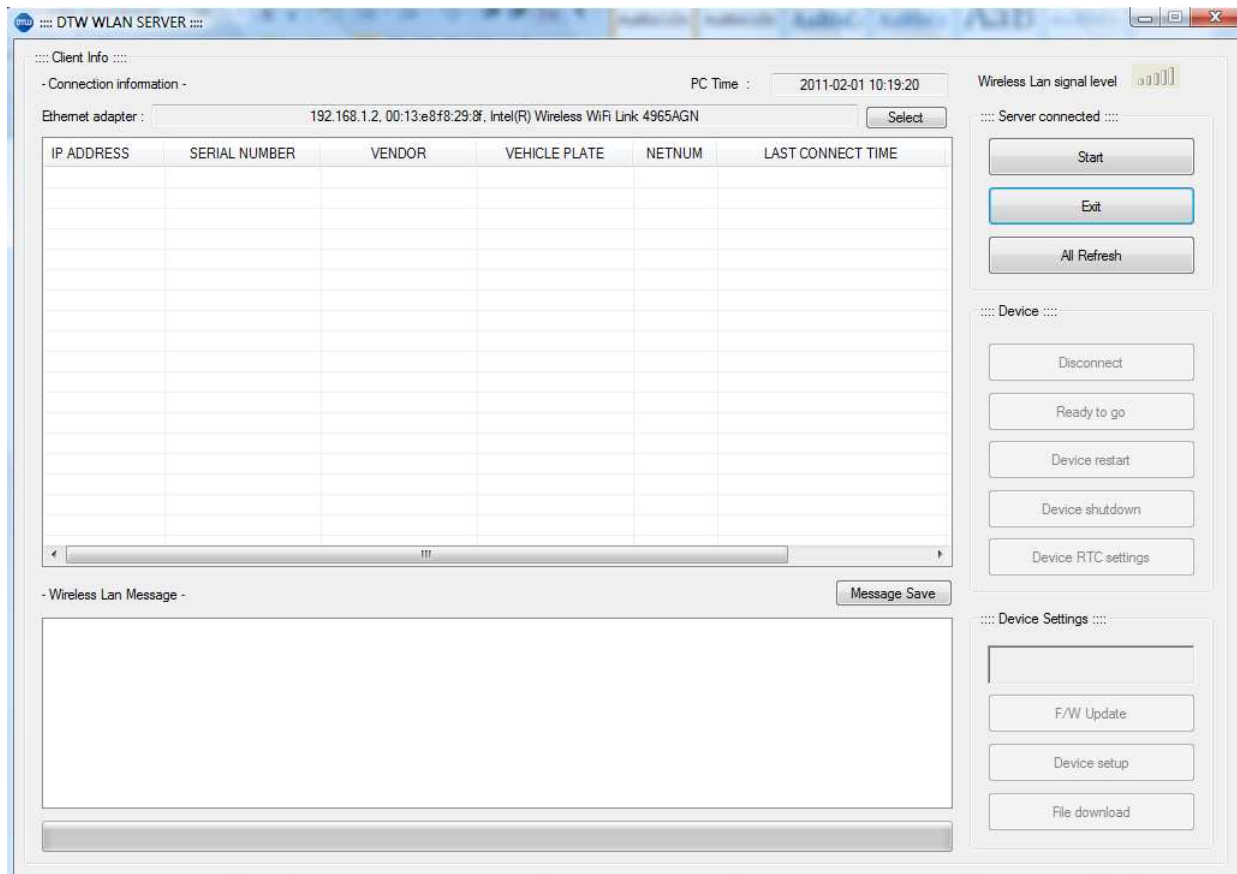 DTW :::: DTW WLAN SERVER ::::
:::: Client Info ::::
- Connection information -
PC Time :
2011-02-01 10:19:20
Wireless Lan signal level
Ethernet adapter :
192.168.1.2, 00:13:e8:f8:29:8f, Intel(R) Wireless WiFi Link 4965AGN
Select
IP ADDRESS SERIAL NUMBER VENDOR VEHICLE PLATE NETNUM LAST CONNECT TIME
:::: Server connected ::::
Start
Exit
All Refresh
:::: Device ::::
Disconnect
Ready to go
Device restart
Device shutdown
Device RTC settings
- Wireless Lan Message -
Message Save
:::: Device Settings ::::
F/W Update
Device setup
File download